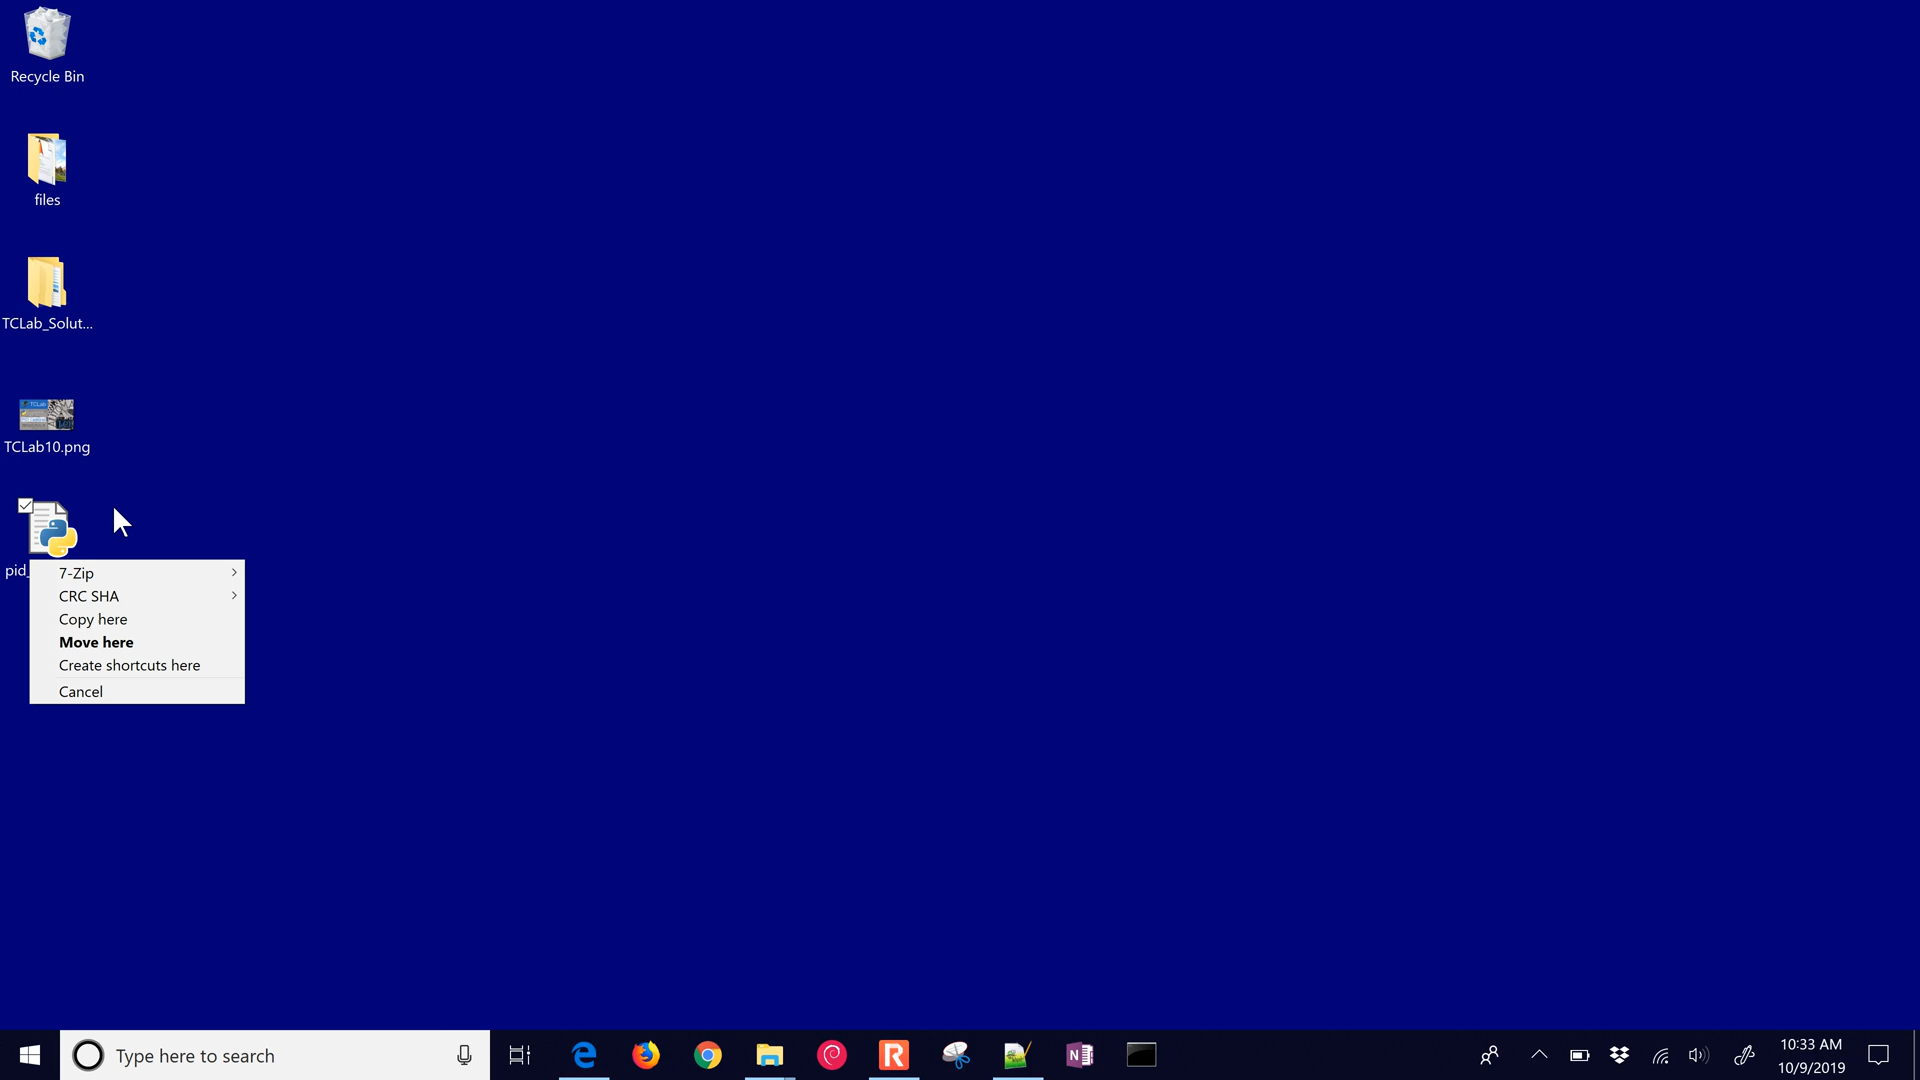 Recycle Bin
files
TCLab_Solut...
TCLab10.png
pid_
7-Zip
CRC SHA
Copy here
Move here
Create shortcuts here
Cancel
Type here to search
10:33 AM
10/9/2019